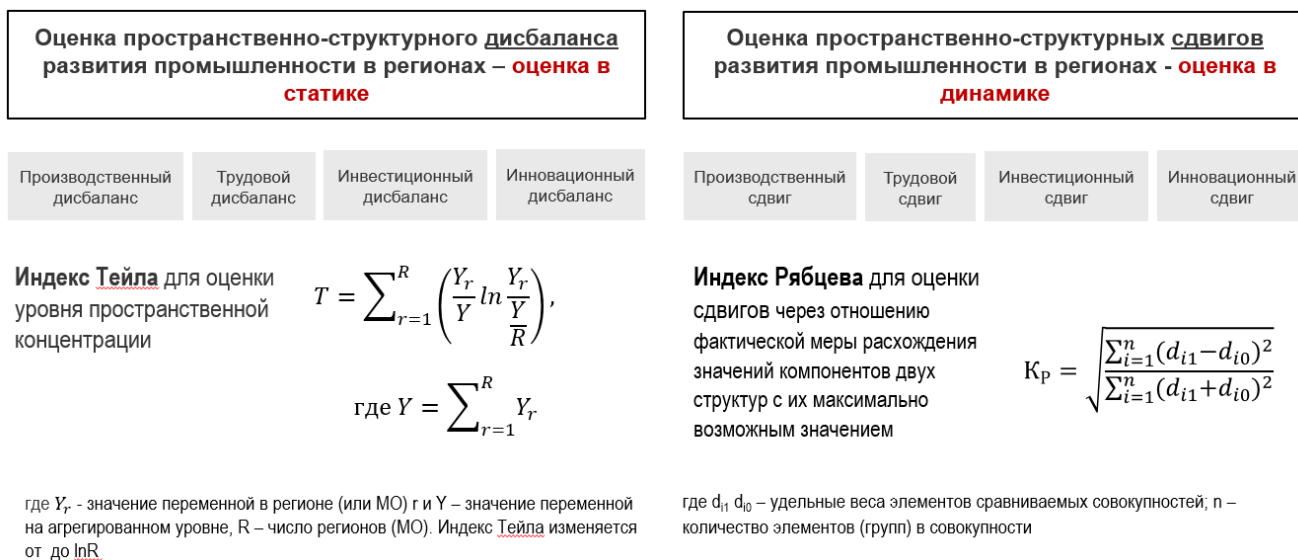 Оценка пространственно-структурного дисбаланса
развития промышленности в регионах – оценка в
статике
Производственный
дисбаланс
Трудовой
дисбаланс
Инвестиционный
дисбаланс
Инновационный
дисбаланс
Индекс Тейла для оценки
уровня пространственной
концентрации
T = ∑_{r=1}^{R} (Y_r/Y ln Y_r/(Y/R)),
где Y = ∑_{r=1}^{R} Y_r
где Y_r - значение переменной в регионе (или МО) r и Y – значение переменной
на агрегированном уровне, R – число регионов (МО). Индекс Тейла изменяется
от до lnR
Оценка пространственно-структурных сдвигов
развития промышленности в регионах - оценка в
динамике
Производственный
сдвиг
Трудовой
сдвиг
Инвестиционный
сдвиг
Инновационный
сдвиг
Индекс Рябцева для оценки
сдвигов через отношению
фактической меры расхождения
значений компонентов двух
структур с их максимально
возможным значением
K_P = √(∑_{i=1}^{n}(d_{i1}−d_{i0})²/∑_{i=1}^{n}(d_{i1}+d_{i0})²)
где d_{i1} d_{i0} – удельные веса элементов сравниваемых совокупностей; n –
количество элементов (групп) в совокупности